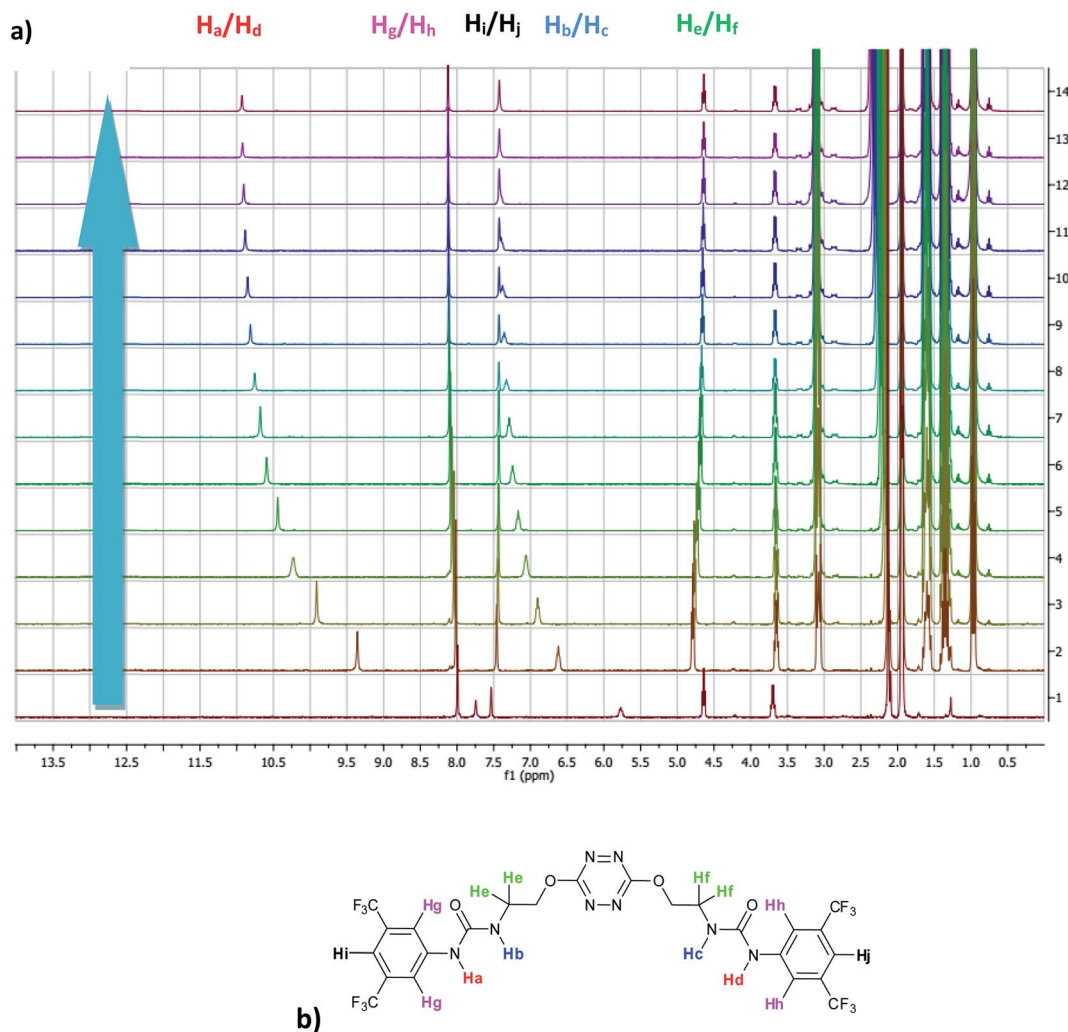 a)
Ha/Hd Hg/Hh Hi/Hj Hb/Hc He/Hf
14
13
12
11
10
9
8
7
6
5
4
3
2
1
13.5 12.5 11.5 10.5 9.5 9.0 8.5 8.0 7.5 7.0 6.5 6.0 5.5 5.0 4.5 4.0 3.5 3.0 2.5 2.0 1.5 1.0 0.5
f1 (ppm)
N N
He He O O Hf Hf
F3C Hg O N N O Hh CF3
N N
Hi N Hb Hc N Hj
Ha Hd
F3C Hg Hh CF3
b)